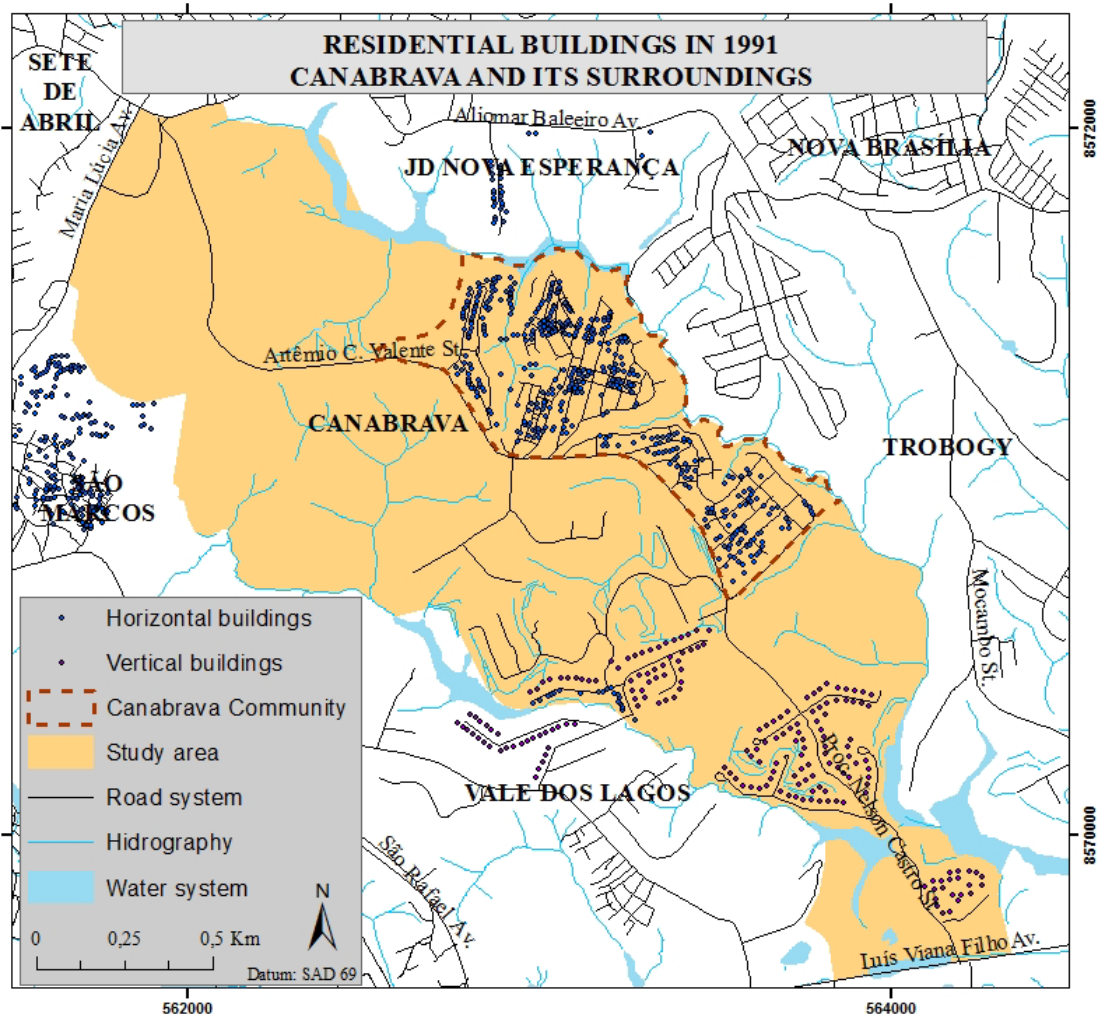 RESIDENTIAL BUILDINGS IN 1991
CANABRAVA AND ITS SURROUNDINGS
SETE
DE
ABRIL
Maria Lúcia Av.
Aliomar Baleeiro Av.
JD NOVA ESPERANÇA
NOVA BRASÍLIA
8572000
Artêmio C. Valente St.
CANABRAVA
TROBOGY
SÃO
MARCOS
Mocambo St.
Horizontal buildings
Vertical buildings
Canabrava Community
Study area
Road system
Hidrography
Water system
N
0 0,25 0,5 Km
Datum: SAD 69
VALE DOS LAGOS
Proc. Nelson Castro St.
São Rafael Av.
8570000
Luís Viana Filho Av.
562000
564000